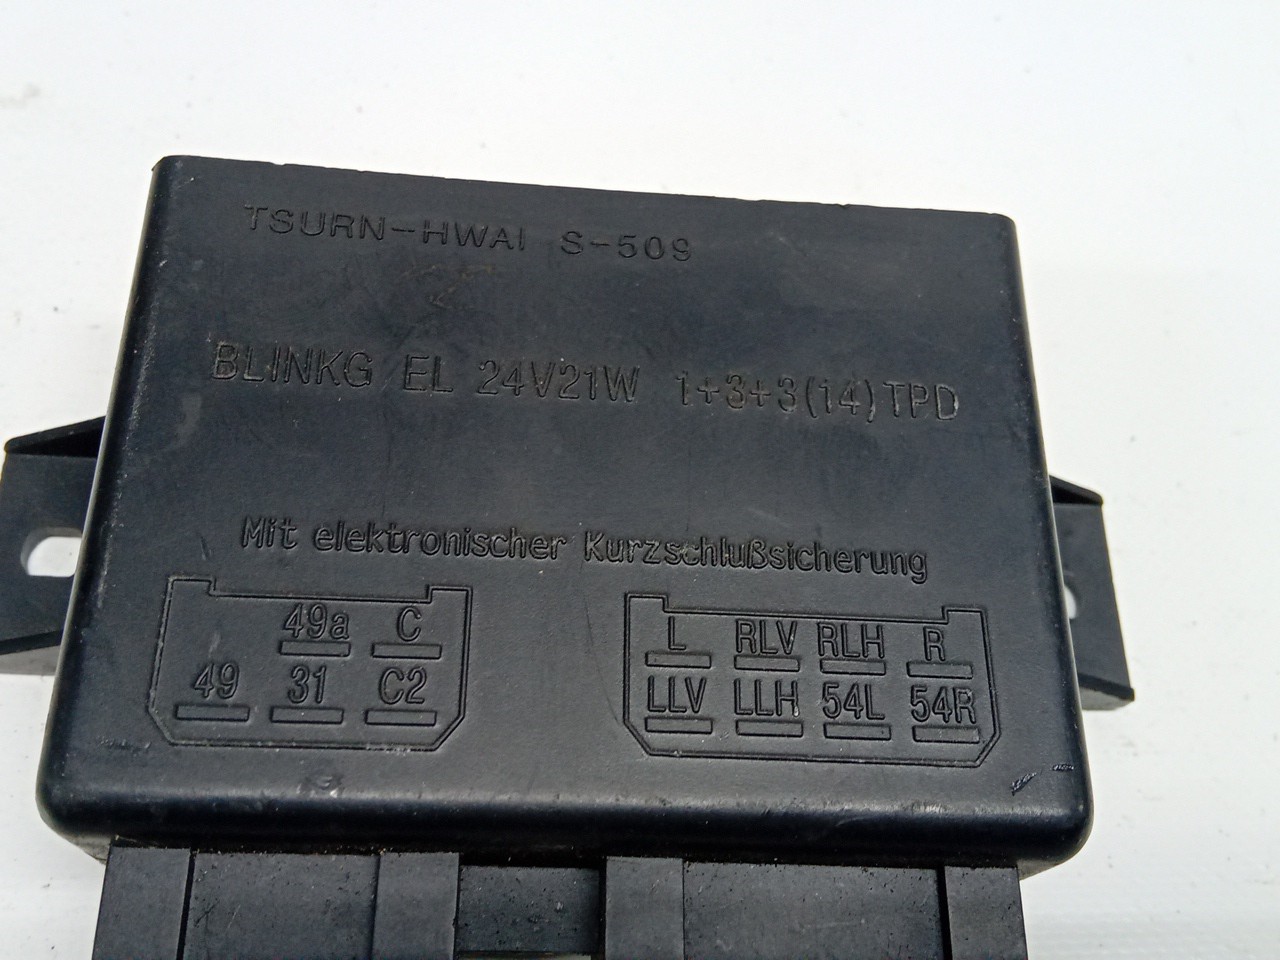 TSURN-HWAI S-509
BLINKG EL 24V21W 1+3+3(14)TPD
Mit elektronischer Kurzschlußsicherung
49a C
49 31 C2
L RLV RLH R
LLV LLH 54L 54R